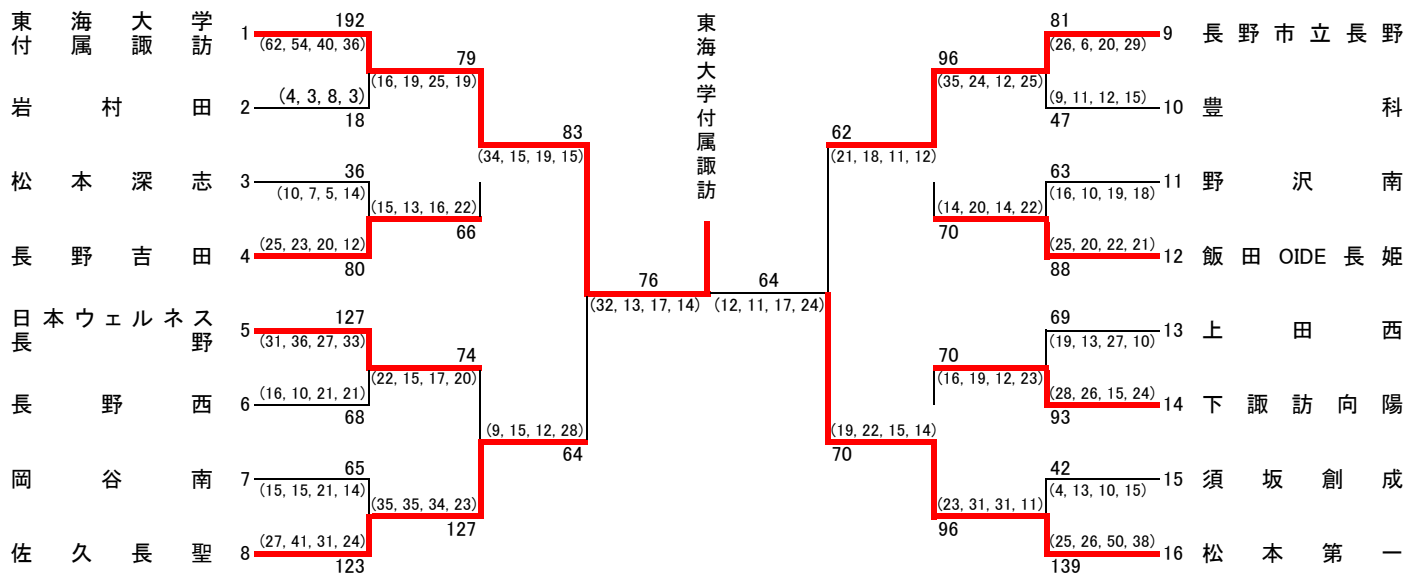 東海大学
付属諏訪
1
192
(62, 54, 40, 36)
岩村田
2
(4, 3, 8, 3)
18
79
(16, 19, 25, 19)
松本深志
3
36
(10, 7, 5, 14)
長野吉田
4
(25, 23, 20, 12)
80
(15, 13, 16, 22)
66
83
(34, 15, 19, 15)
日本ウェルネス
長野
5
127
(31, 36, 27, 33)
長野西
6
(16, 10, 21, 21)
68
74
(22, 15, 17, 20)
岡谷南
7
65
(15, 15, 21, 14)
佐久長聖
8
(27, 41, 31, 24)
123
(35, 35, 34, 23)
127
(9, 15, 12, 28)
64
76
(32, 13, 17, 14)
東海大学付属諏訪
64
(12, 11, 17, 24)
81
(26, 6, 20, 29)
9
長野市立長野
(9, 11, 12, 15)
47
10
豊科
96
(35, 24, 12, 25)
63
(16, 10, 19, 18)
11
野沢南
(25, 20, 22, 21)
88
12
飯田OIDE長姫
(14, 20, 14, 22)
70
62
(21, 18, 11, 12)
69
(19, 13, 27, 10)
13
上田西
(28, 26, 15, 24)
93
14
下諏訪向陽
70
(16, 19, 12, 23)
42
(4, 13, 10, 15)
15
須坂創成
(25, 26, 50, 38)
139
16
松本第一
(23, 31, 31, 11)
96
(19, 22, 15, 14)
70